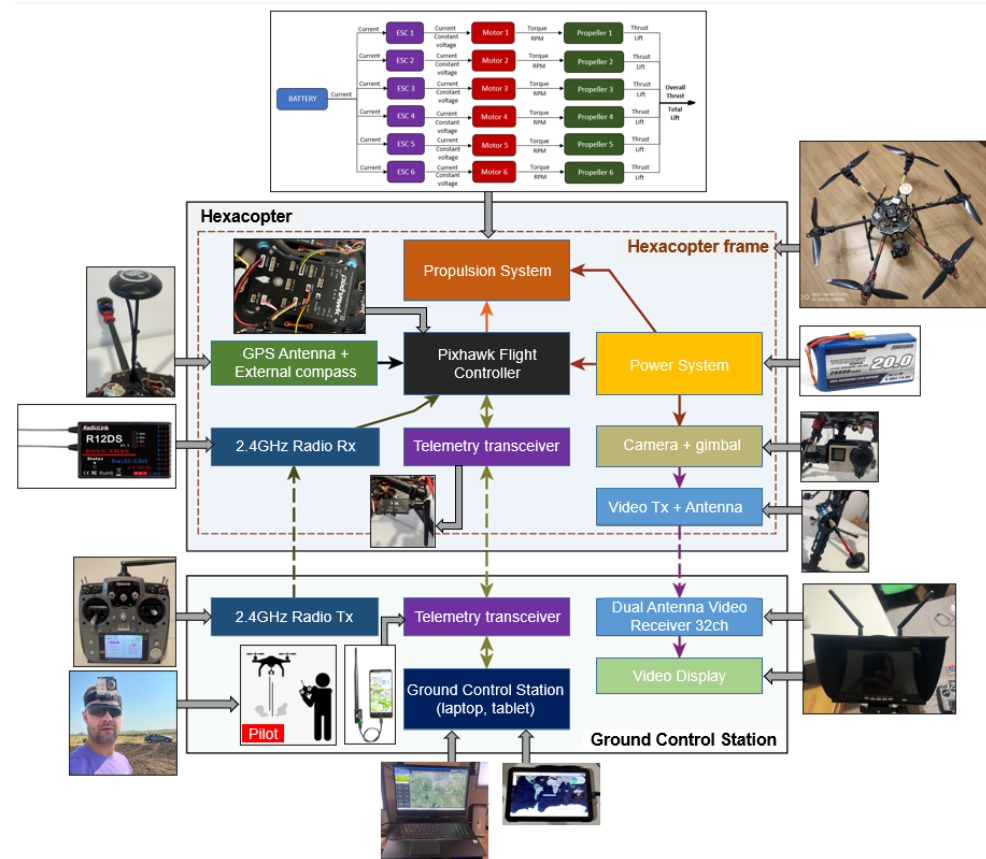 Current
ESC 1
Current
Constant
voltage
Motor 1
Torque
RPM
Propeller 1
Thrust
Lift
Current
ESC 2
Current
Constant
voltage
Motor 2
Torque
RPM
Propeller 2
Thrust
Lift
Current
ESC 3
Current
Constant
voltage
Motor 3
Torque
RPM
Propeller 3
Thrust
Lift
BATTERY
Current
Overall
Thrust
Total
Lift
Current
ESC 4
Current
Constant
voltage
Motor 4
Torque
RPM
Propeller 4
Thrust
Lift
Current
ESC 5
Current
Constant
voltage
Motor 5
Torque
RPM
Propeller 5
Thrust
Lift
Current
ESC 6
Current
Constant
voltage
Motor 6
Torque
RPM
Propeller 6
Thrust
Lift
Hexacopter
Hexacopter frame
Propulsion System
pixhawk
GPS Antenna +
External compass
Pixhawk Flight
Controller
Power System
20.0
AudioLink
R12DS
Status
2.4GHz Radio Rx
Telemetry transceiver
Camera + gimbal
Video Tx + Antenna
2.4GHz Radio Tx
Telemetry transceiver
Dual Antenna Video
Receiver 32ch
Video Display
Pilot
Ground Control Station
(laptop, tablet)
Ground Control Station